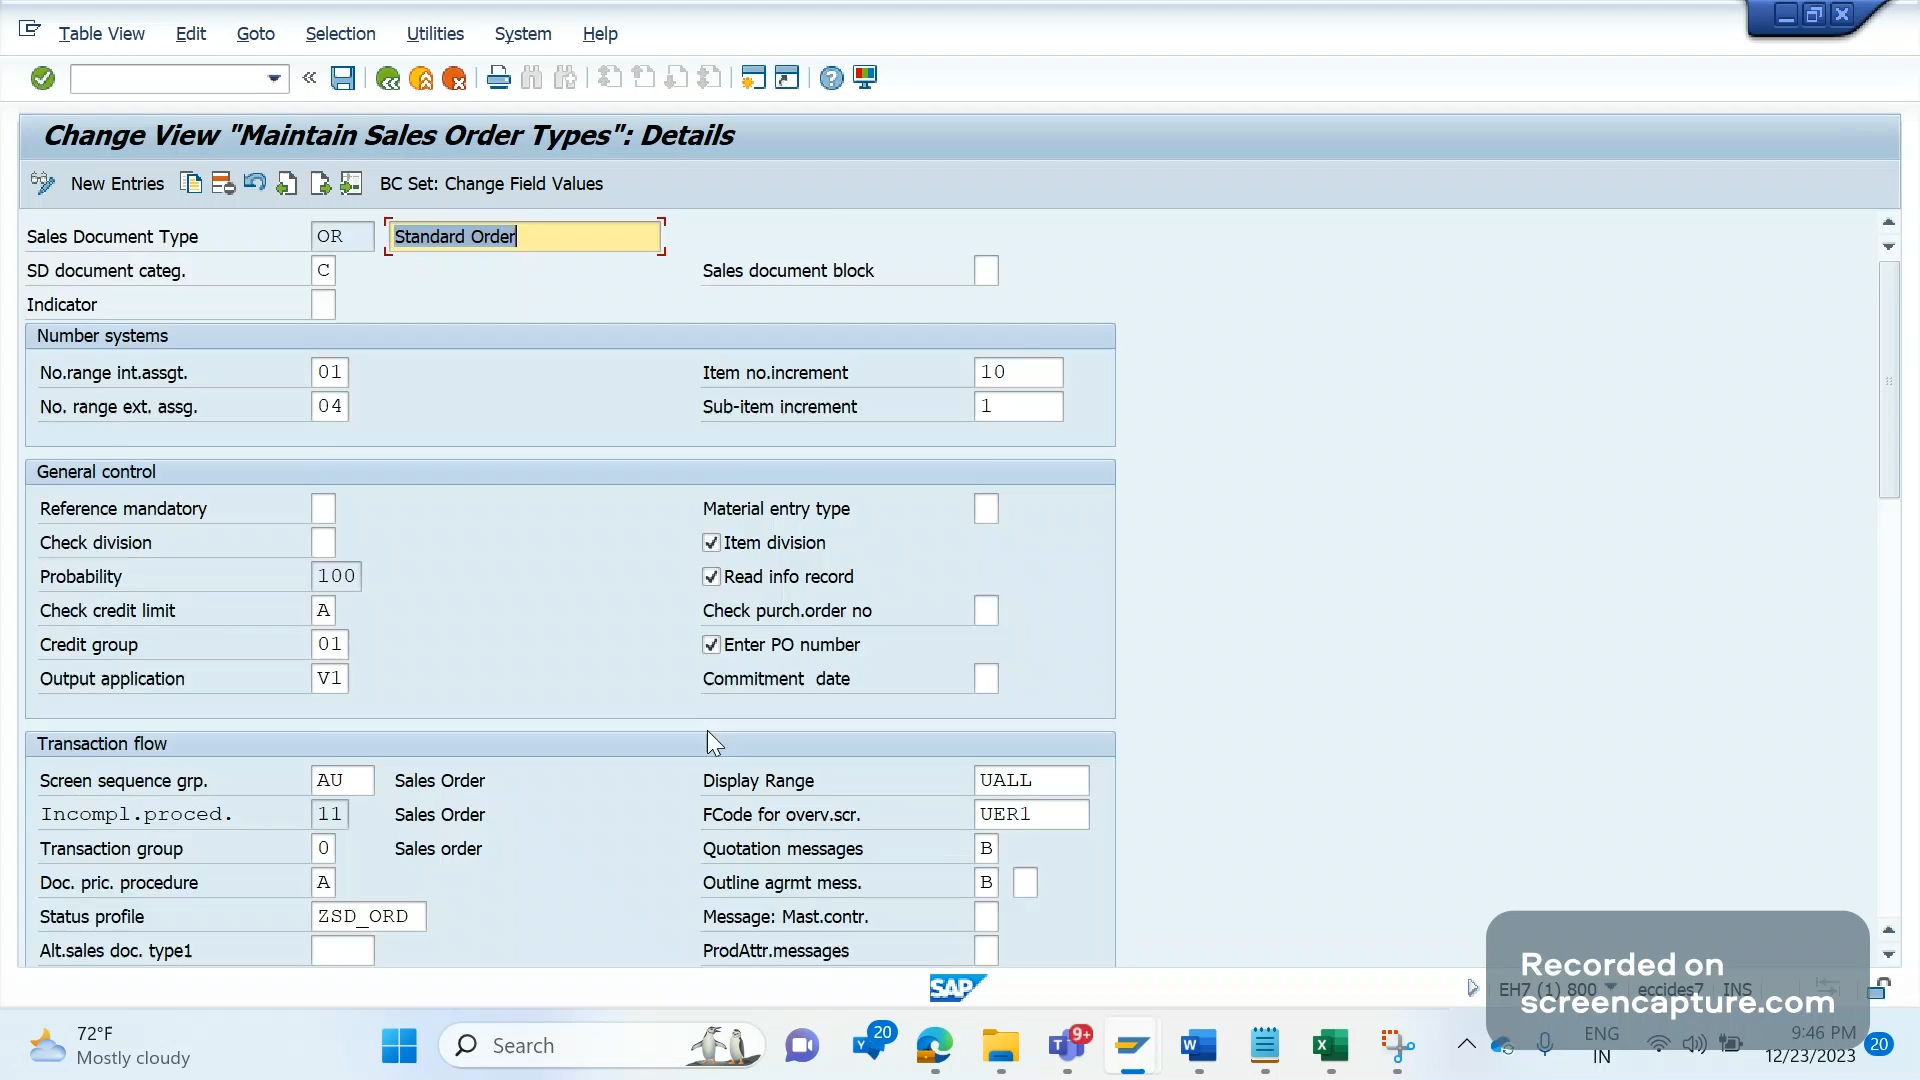 Table View Edit Goto Selection Utilities System Help
Change View "Maintain Sales Order Types": Details
New Entries BC Set: Change Field Values
Sales Document Type OR Standard Order
SD document categ. C Sales document block
Indicator
Number systems
No.range int.assgt. 01 Item no.increment 10
No. range ext. assg. 04 Sub-item increment 1
General control
Reference mandatory Material entry type
Check division Item division
Probability 100 Read info record
Check credit limit A Check purch.order no
Credit group 01 Enter PO number
Output application V1 Commitment date
Transaction flow
Screen sequence grp. AU Sales Order Display Range UALL
Incompl.proced. 11 Sales Order FCode for overv.scr. UER1
Transaction group 0 Sales order Quotation messages B
Doc. pric. procedure A Outline agrmt mess. B
Status profile ZSD_ORD Message: Mast.contr.
Alt.sales doc. type1 ProdAttr.messages
Recorded on
screencapture.com
SAP EH7 (1) 800 eccides7 INS
72°F
Mostly cloudy
Search
20
9+
ENG
IN
9:46 PM
12/23/2023
20